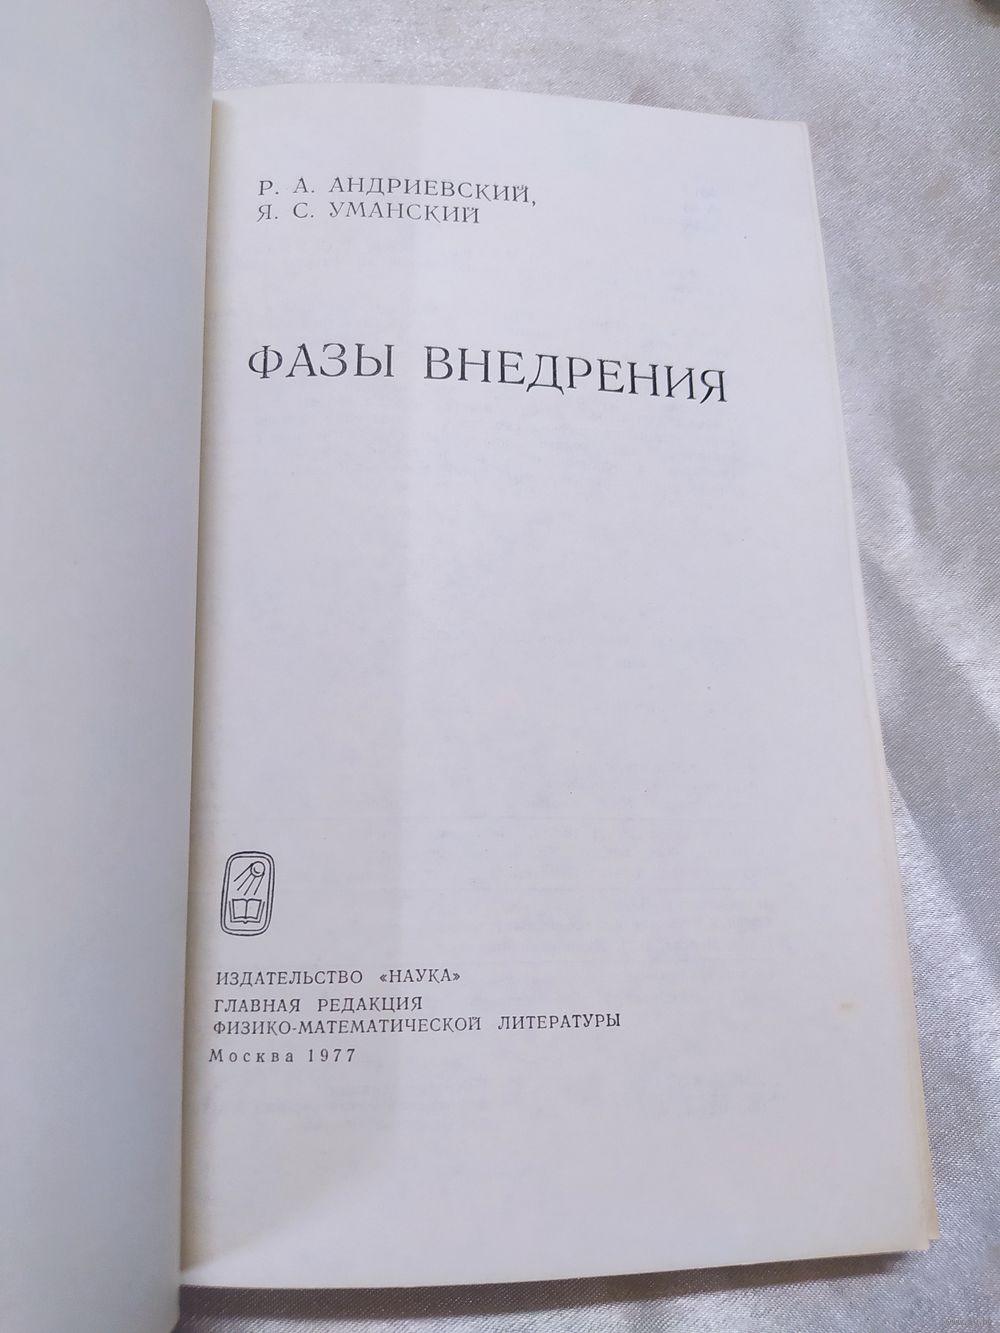 Р. А. АНДРИЕВСКИЙ,
Я. С. УМАНСКИЙ
ФАЗЫ ВНЕДРЕНИЯ
ИЗДАТЕЛЬСТВО «НАУКА»
ГЛАВНАЯ РЕДАКЦИЯ
ФИЗИКО-МАТЕМАТИЧЕСКОЙ ЛИТЕРАТУРЫ
Москва 1977